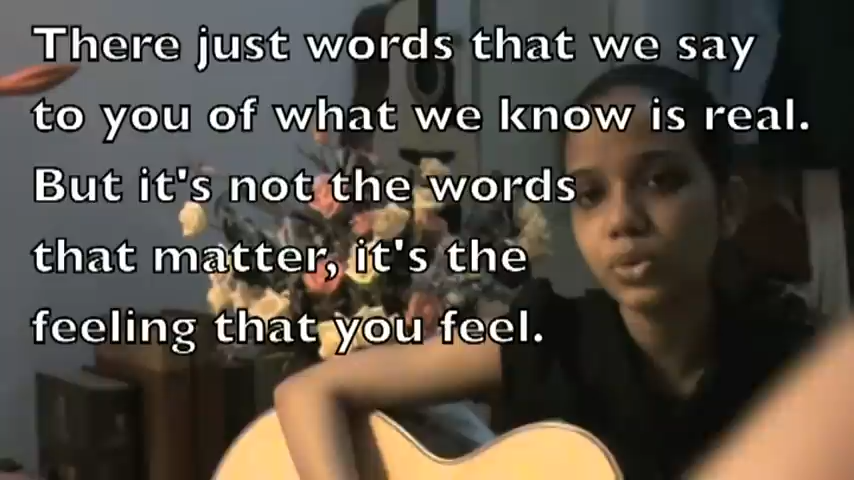 There just words that we say
to you of what we know is real.
But it's not the words
that matter, it's the
feeling that you feel.